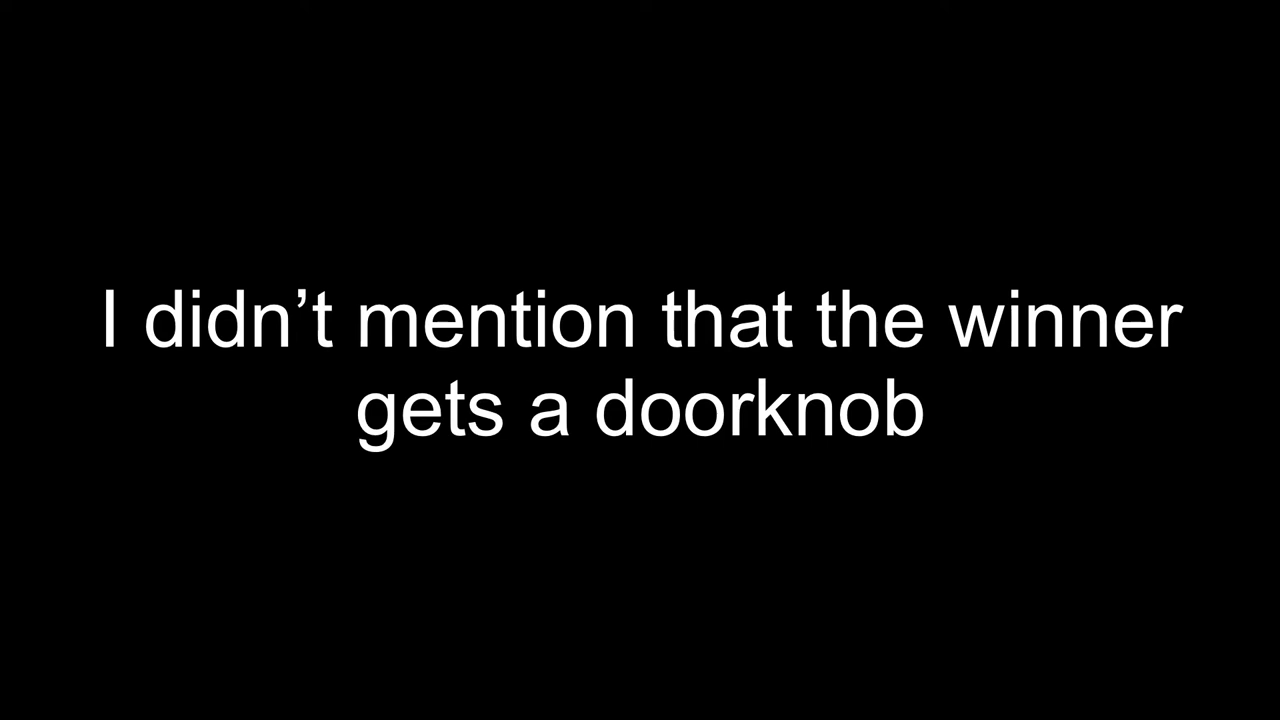 I didn’t mention that the winner
gets a doorknob